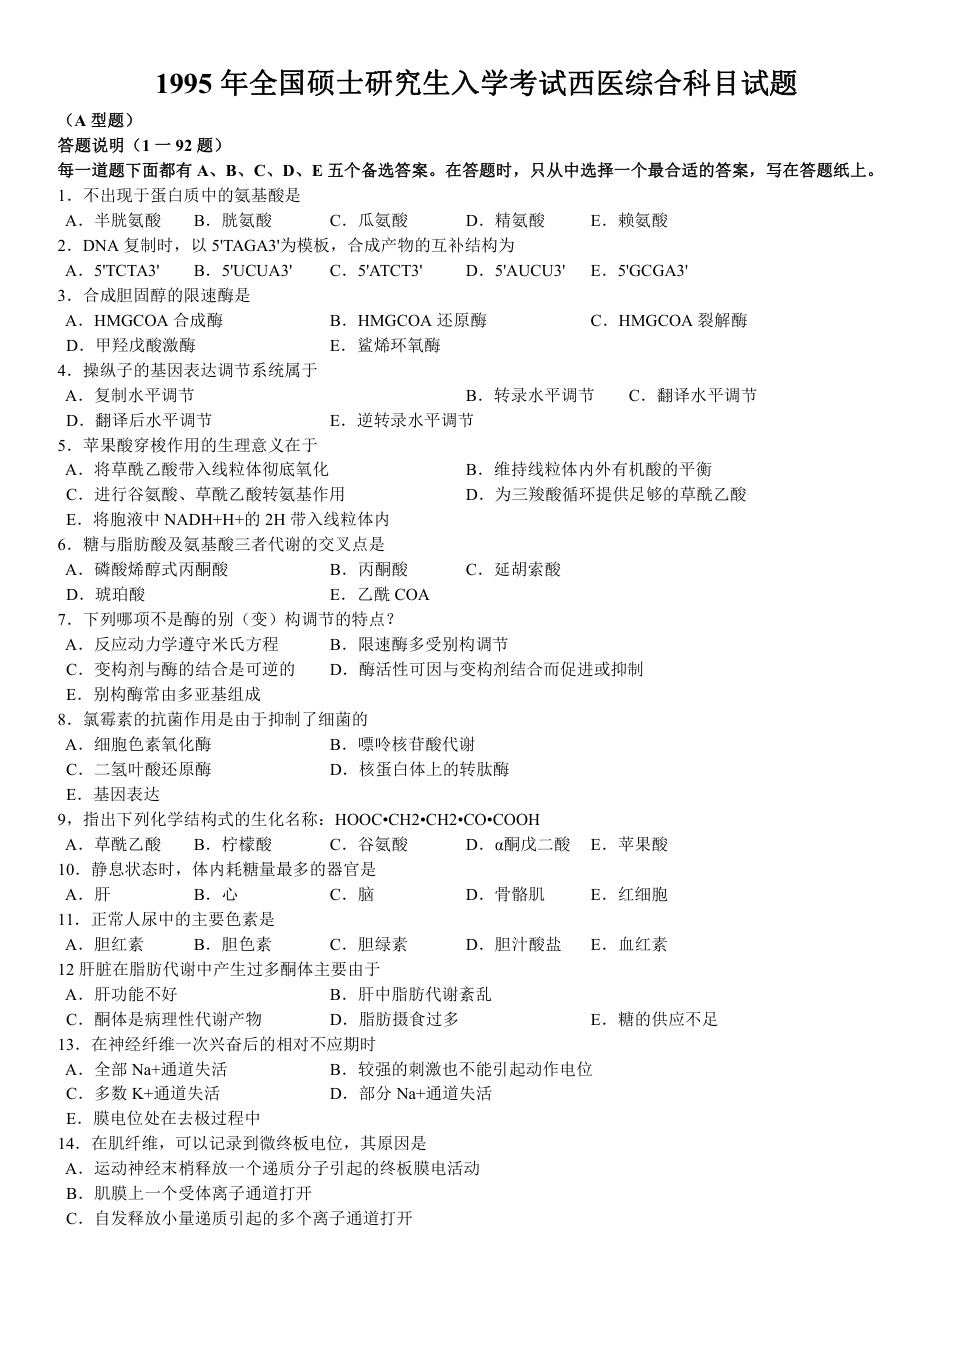 1995 年全国硕士研究生入学考试西医综合科目试题
（A 型题）
答题说明（1 一 92 题）
每一道题下面都有 A、B、C、D、E 五个备选答案。在答题时，只从中选择一个最合适的答案，写在答题纸上。
1．不出现于蛋白质中的氨基酸是
A．半胱氨酸 B．胱氨酸 C．瓜氨酸 D．精氨酸 E．赖氨酸
2．DNA 复制时，以 5'TAGA3'为模板，合成产物的互补结构为
A．5'TCTA3' B．5'UCUA3' C．5'ATCT3' D．5'AUCU3' E．5'GCGA3'
3．合成胆固醇的限速酶是
A．HMGCOA 合成酶 B．HMGCOA 还原酶 C．HMGCOA 裂解酶
D．甲羟戊酸激酶 E．鲨烯环氧酶
4．操纵子的基因表达调节系统属于
A．复制水平调节 B．转录水平调节 C．翻译水平调节
D．翻译后水平调节 E．逆转录水平调节
5．苹果酸穿梭作用的生理意义在于
A．将草酰乙酸带入线粒体彻底氧化 B．维持线粒体内外有机酸的平衡
C．进行谷氨酸、草酰乙酸转氨基作用 D．为三羧酸循环提供足够的草酰乙酸
E．将胞液中 NADH+H+的 2H 带入线粒体内
6．糖与脂肪酸及氨基酸三者代谢的交叉点是
A．磷酸烯醇式丙酮酸 B．丙酮酸 C．延胡索酸
D．琥珀酸 E．乙酰 COA
7．下列哪项不是酶的别（变）构调节的特点?
A．反应动力学遵守米氏方程 B．限速酶多受别构调节
C．变构剂与酶的结合是可逆的 D．酶活性可因与变构剂结合而促进或抑制
E．别构酶常由多亚基组成
8．氯霉素的抗菌作用是由于抑制了细菌的
A．细胞色素氧化酶 B．嘌呤核苷酸代谢
C．二氢叶酸还原酶 D．核蛋白体上的转肽酶
E．基因表达
9，指出下列化学结构式的生化名称：HOOC•CH2•CH2•CO•COOH
A．草酰乙酸 B．柠檬酸 C．谷氨酸 D．α酮戊二酸 E．苹果酸
10．静息状态时，体内耗糖量最多的器官是
A．肝 B．心 C．脑 D．骨骼肌 E．红细胞
11．正常人尿中的主要色素是
A．胆红素 B．胆色素 C．胆绿素 D．胆汁酸盐 E．血红素
12 肝脏在脂肪代谢中产生过多酮体主要由于
A．肝功能不好 B．肝中脂肪代谢紊乱
C．酮体是病理性代谢产物 D．脂肪摄食过多 E．糖的供应不足
13．在神经纤维一次兴奋后的相对不应期时
A．全部 Na+通道失活 B．较强的刺激也不能引起动作电位
C．多数 K+通道失活 D．部分 Na+通道失活
E．膜电位处在去极过程中
14．在肌纤维，可以记录到微终板电位，其原因是
A．运动神经末梢释放一个递质分子引起的终板膜电活动
B．肌膜上一个受体离子通道打开
C．自发释放小量递质引起的多个离子通道打开